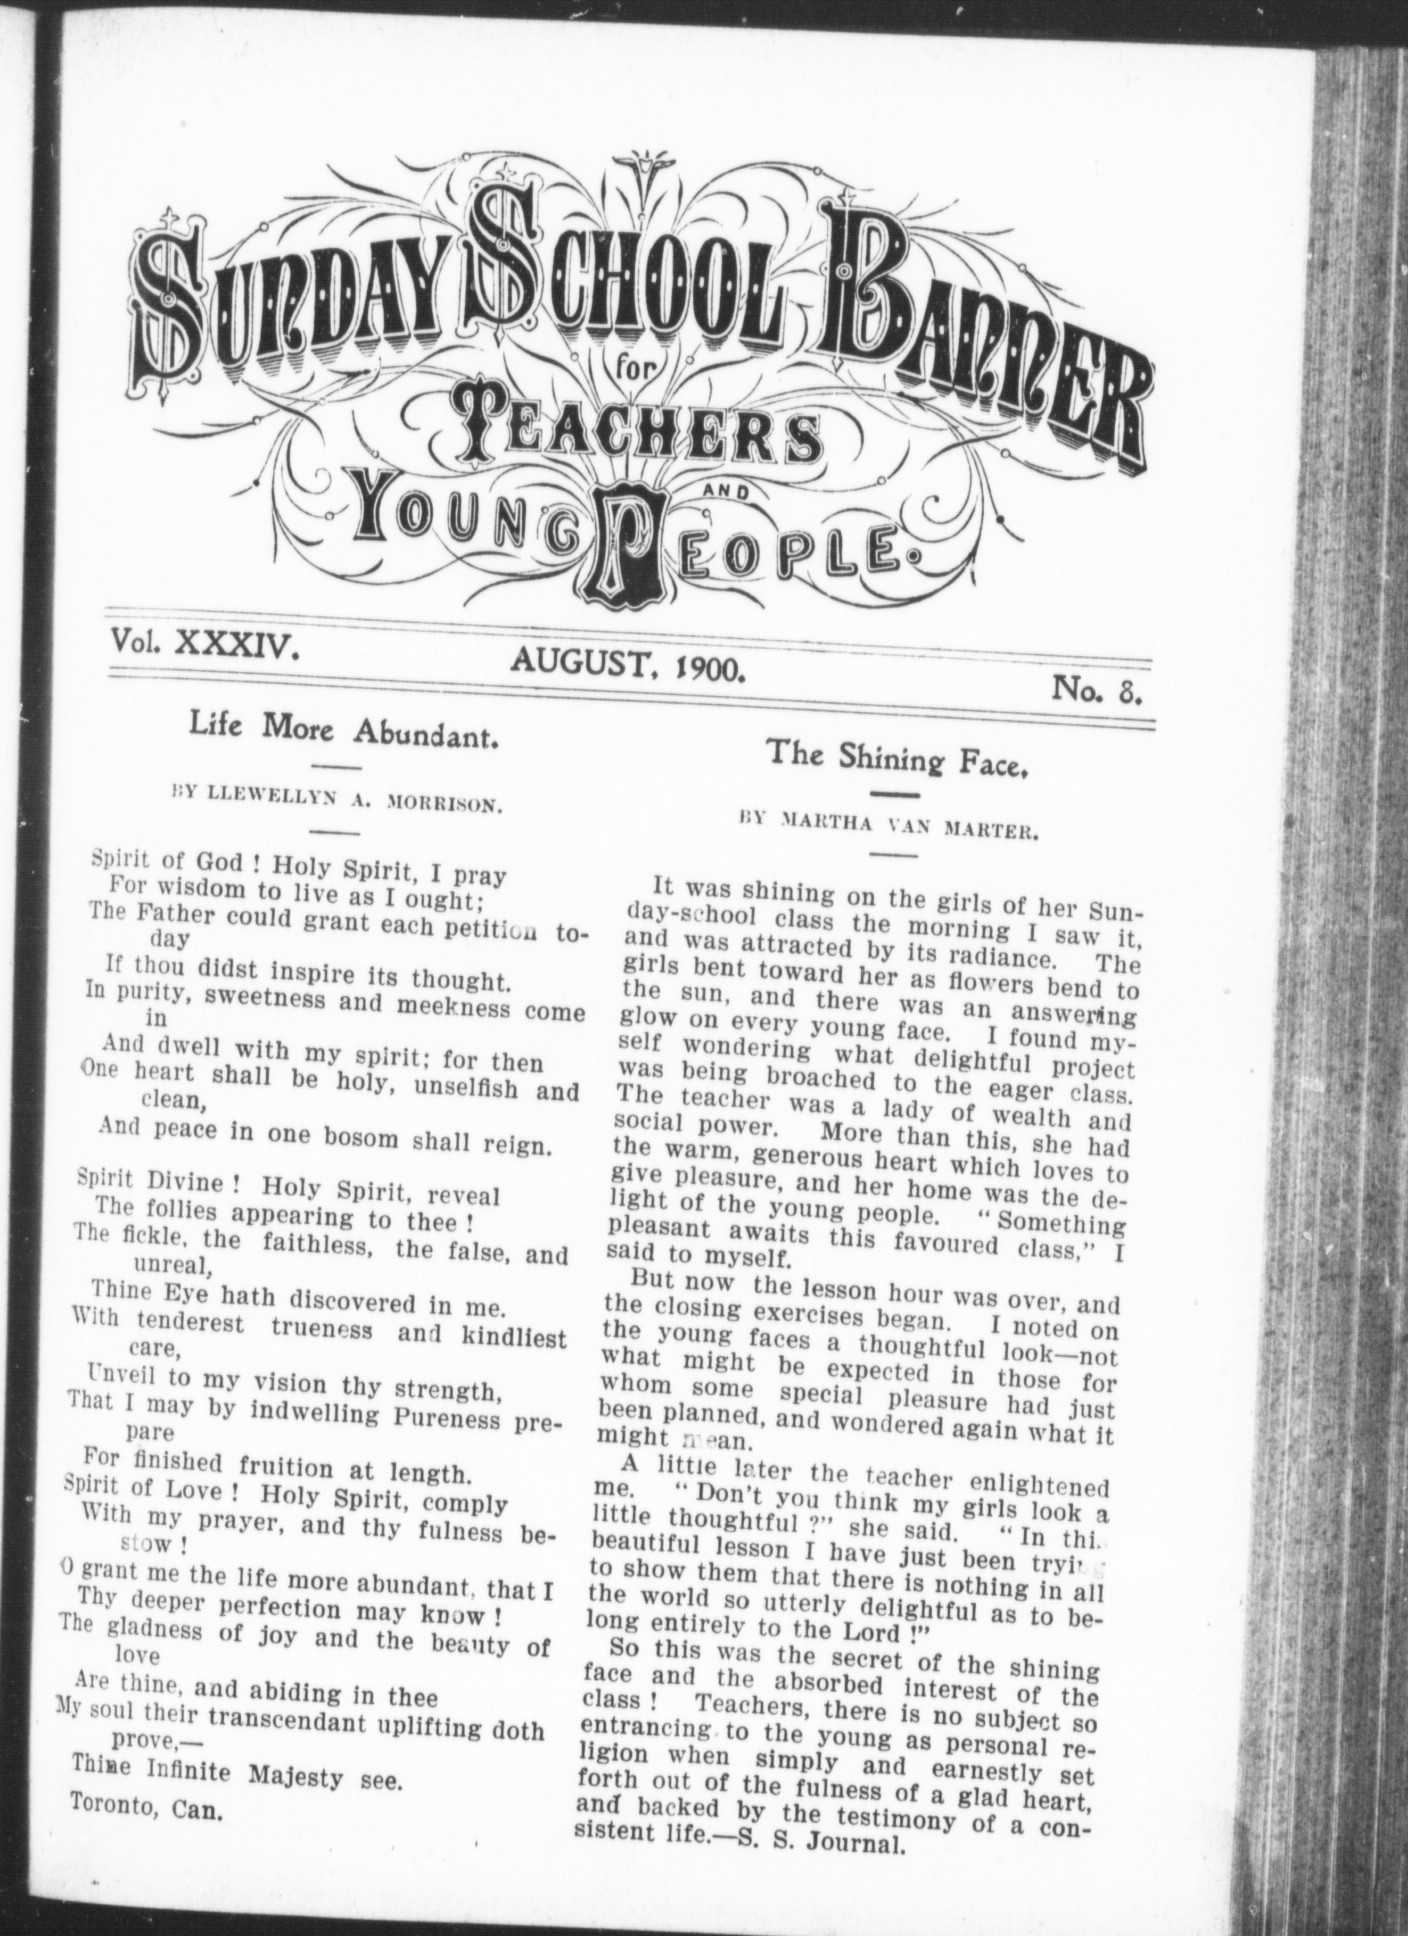 SUNDAY SCHOOL BANNER
for
TEACHERS
AND
YOUNG PEOPLE.
Vol. XXXIV. AUGUST, 1900. No. 8.
Life More Abundant.
BY LLEWELLYN A. MORRISON.
Spirit of God ! Holy Spirit, I pray
For wisdom to live as I ought;
The Father could grant each petition to-
day
If thou didst inspire its thought.
In purity, sweetness and meekness come
in
And dwell with my spirit; for then
One heart shall be holy, unselfish and
clean,
And peace in one bosom shall reign.
Spirit Divine ! Holy Spirit, reveal
The follies appearing to thee !
The fickle, the faithless, the false, and
unreal,
Thine Eye hath discovered in me.
With tenderest trueness and kindliest
care,
Unveil to my vision thy strength,
That I may by indwelling Pureness pre-
pare
For finished fruition at length.
Spirit of Love ! Holy Spirit, comply
With my prayer, and thy fulness be-
stow !
O grant me the life more abundant, that I
Thy deeper perfection may know !
The gladness of joy and the beauty of
love
Are thine, and abiding in thee
My soul their transcendant uplifting doth
prove,—
Thine Infinite Majesty see.
Toronto, Can.
The Shining Face.
BY MARTHA VAN MARTER.
It was shining on the girls of her Sun-
day-school class the morning I saw it,
and was attracted by its radiance. The
girls bent toward her as flowers bend to
the sun, and there was an answering
glow on every young face. I found my-
self wondering what delightful project
was being broached to the eager class.
The teacher was a lady of wealth and
social power. More than this, she had
the warm, generous heart which loves to
give pleasure, and her home was the de-
light of the young people. " Something
pleasant awaits this favoured class," I
said to myself.
But now the lesson hour was over, and
the closing exercises began. I noted on
the young faces a thoughtful look—not
what might be expected in those for
whom some special pleasure had just
been planned, and wondered again what it
might mean.
A little later the teacher enlightened
me. " Don't you think my girls look a
little thoughtful ?" she said. " In thi
beautiful lesson I have just been trying
to show them that there is nothing in all
the world so utterly delightful as to be-
long entirely to the Lord !"
So this was the secret of the shining
face and the absorbed interest of the
class ! Teachers, there is no subject so
entrancing to the young as personal re-
ligion when simply and earnestly set
forth out of the fulness of a glad heart,
and backed by the testimony of a con-
sistent life.—S. S. Journal.